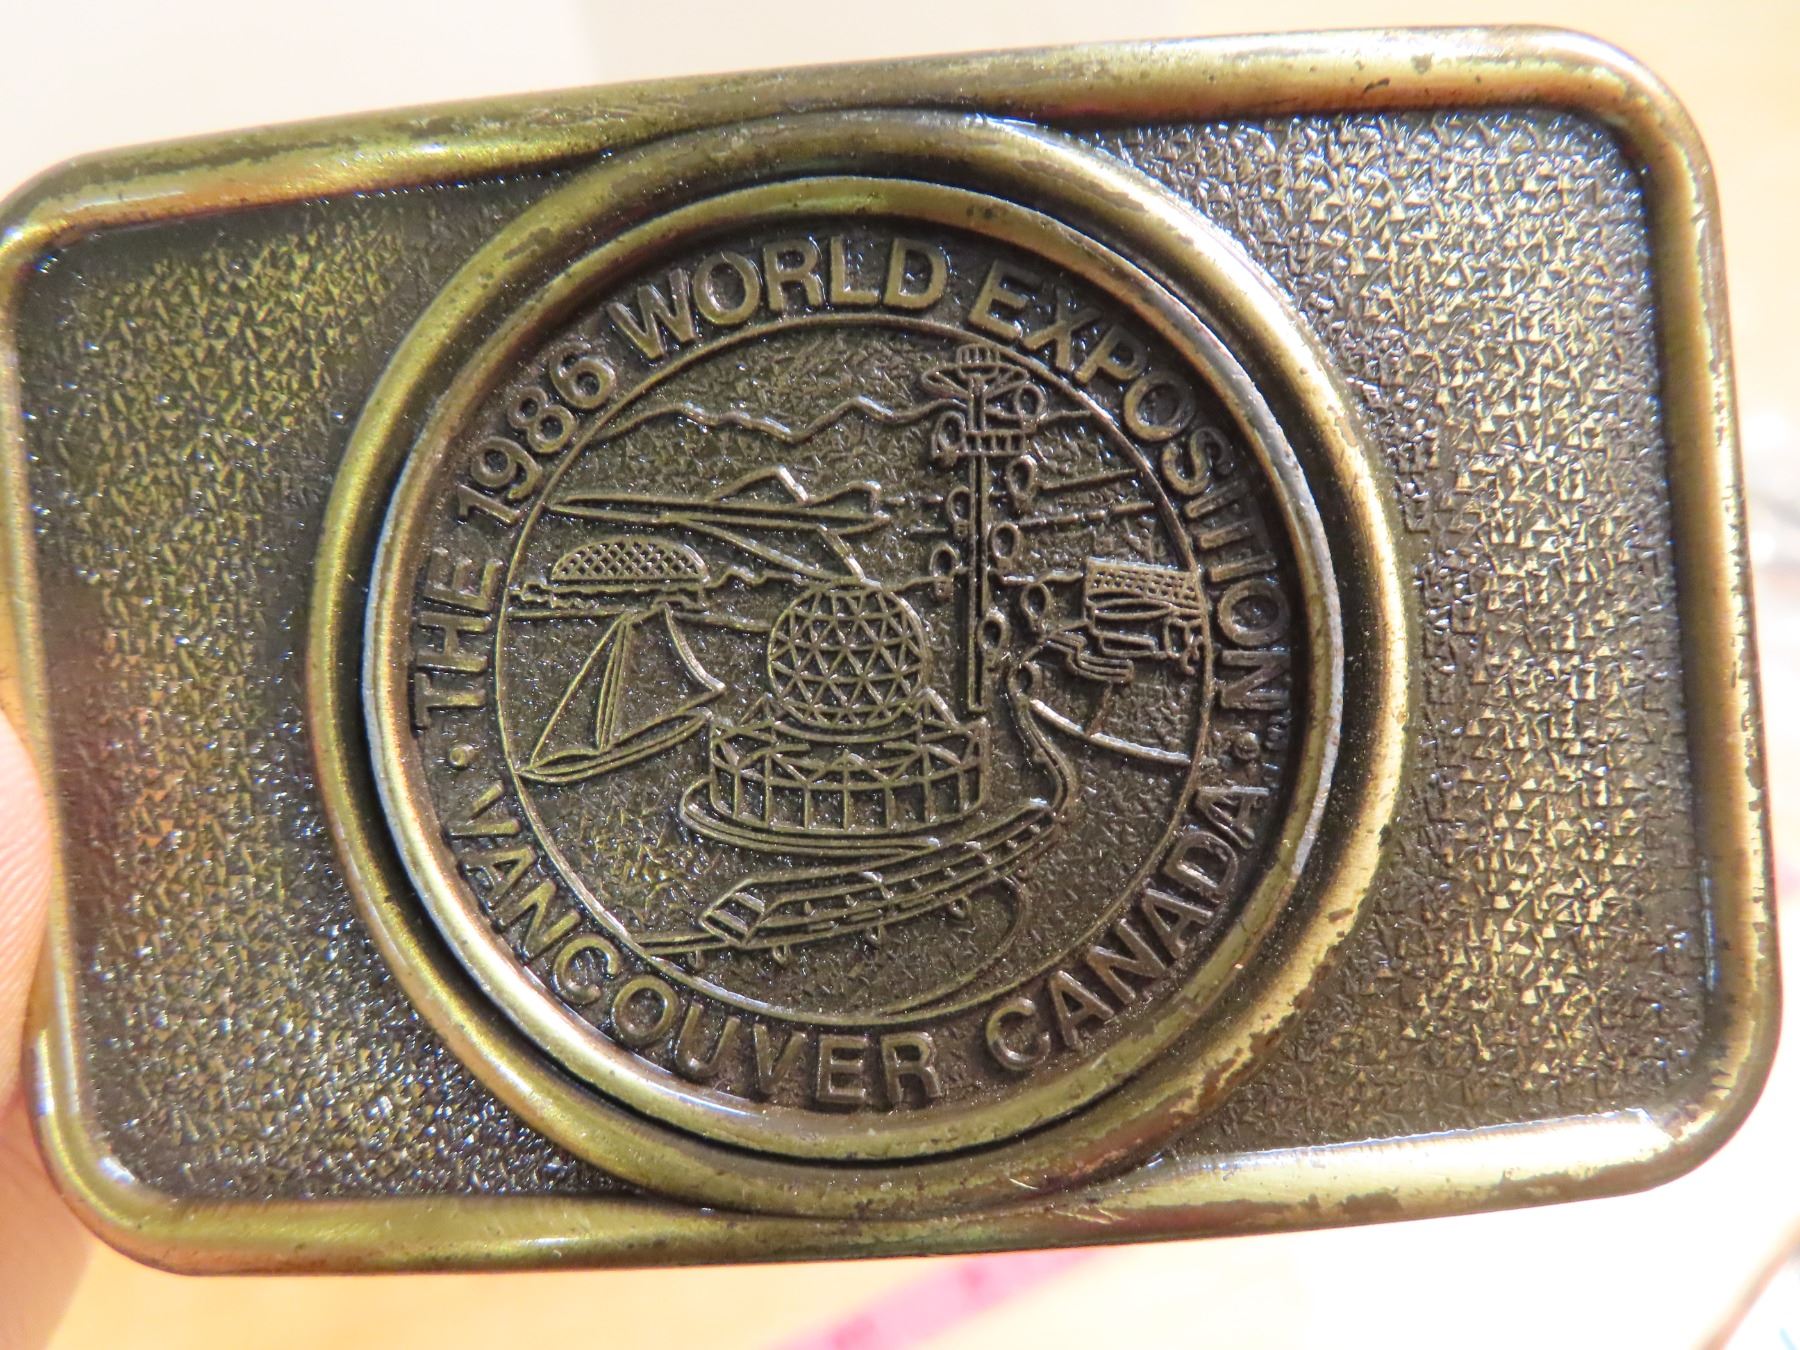 THE 1986 WORLD EXPOSITION
VANCOUVER CANADA